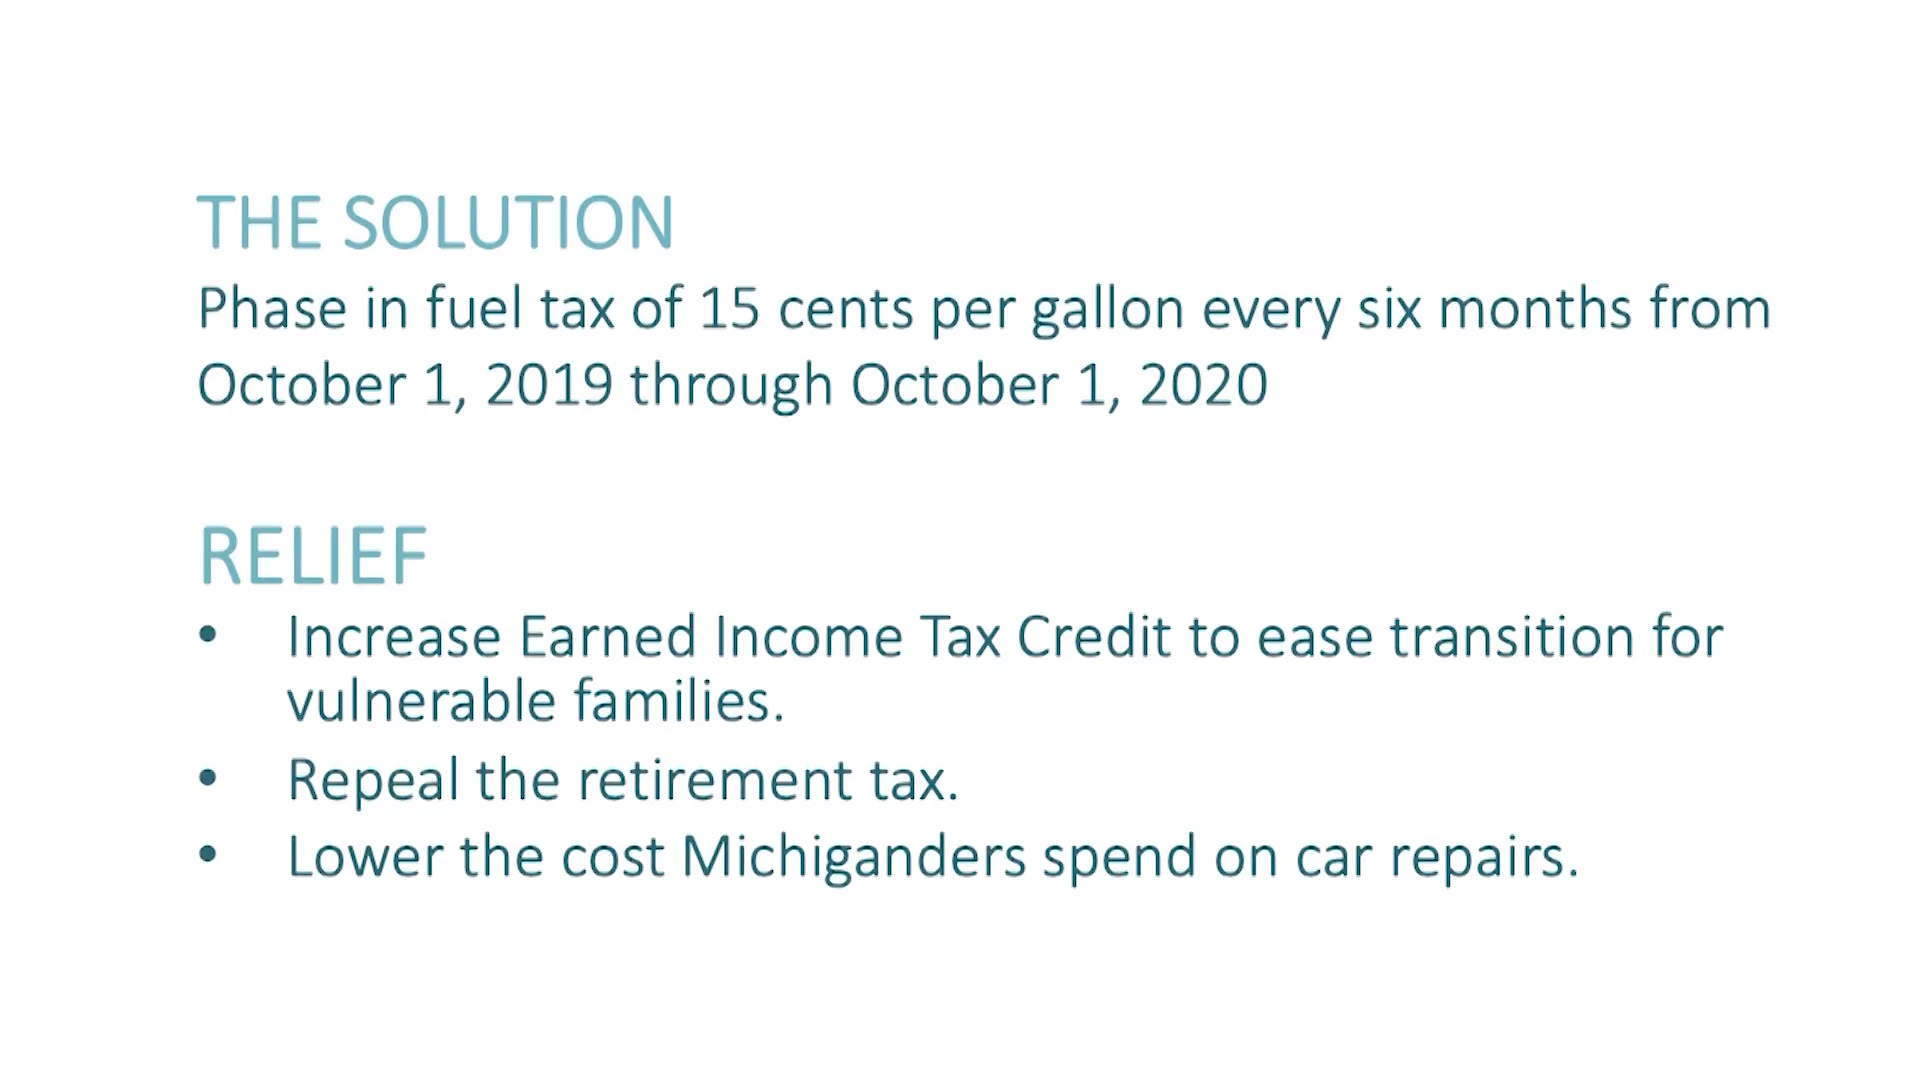 THE SOLUTION
Phase in fuel tax of 15 cents per gallon every six months from
October 1, 2019 through October 1, 2020
RELIEF
• Increase Earned Income Tax Credit to ease transition for
vulnerable families.
• Repeal the retirement tax.
• Lower the cost Michiganders spend on car repairs.